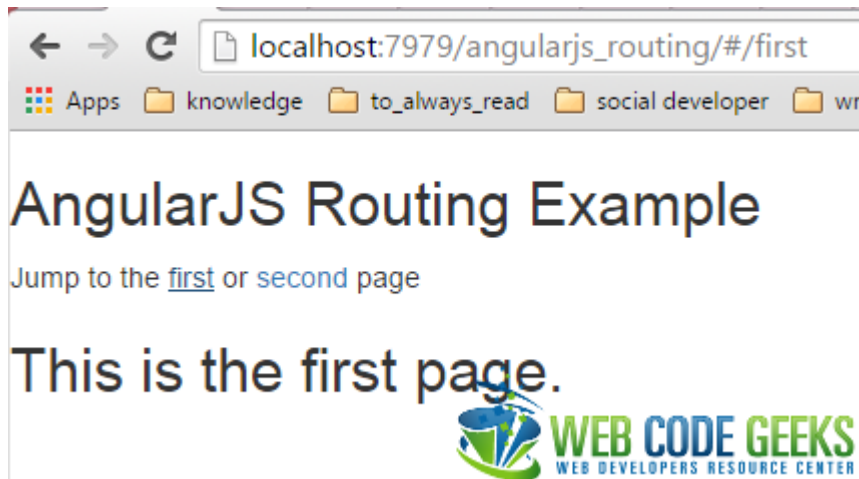 localhost:7979/angularjs_routing/#/first
Apps knowledge to_always_read social developer wr
AngularJS Routing Example
Jump to the first or second page
This is the first page.
WEB CODE GEEKS
WEB DEVELOPERS RESOURCE CENTER